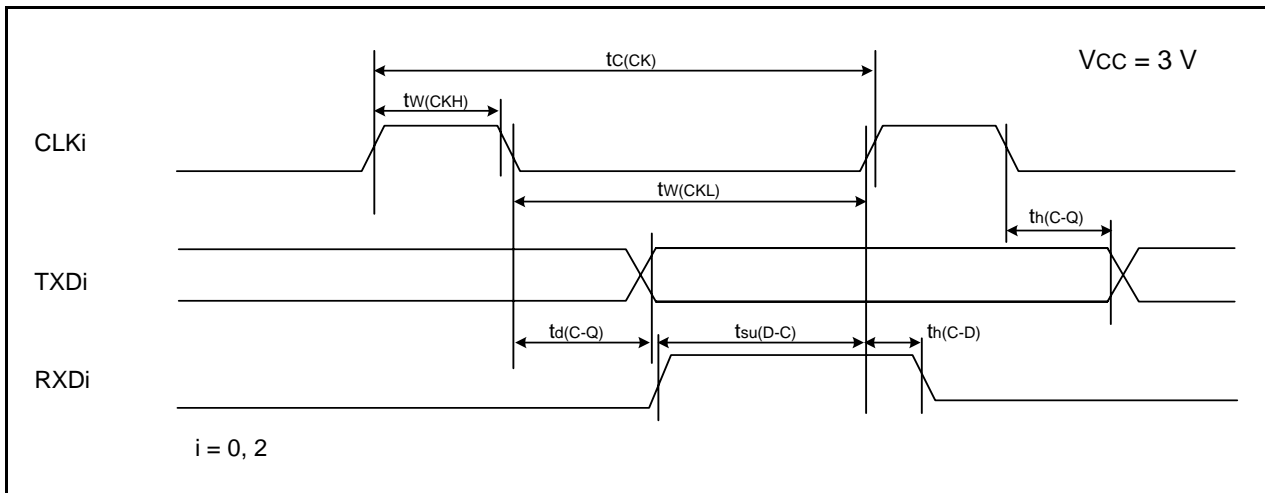 tC(CK)
VCC = 3 V
tW(CKH)
CLKi
tW(CKL)
th(C-Q)
TXDi
td(C-Q)
tsu(D-C)
th(C-D)
RXDi
i = 0, 2